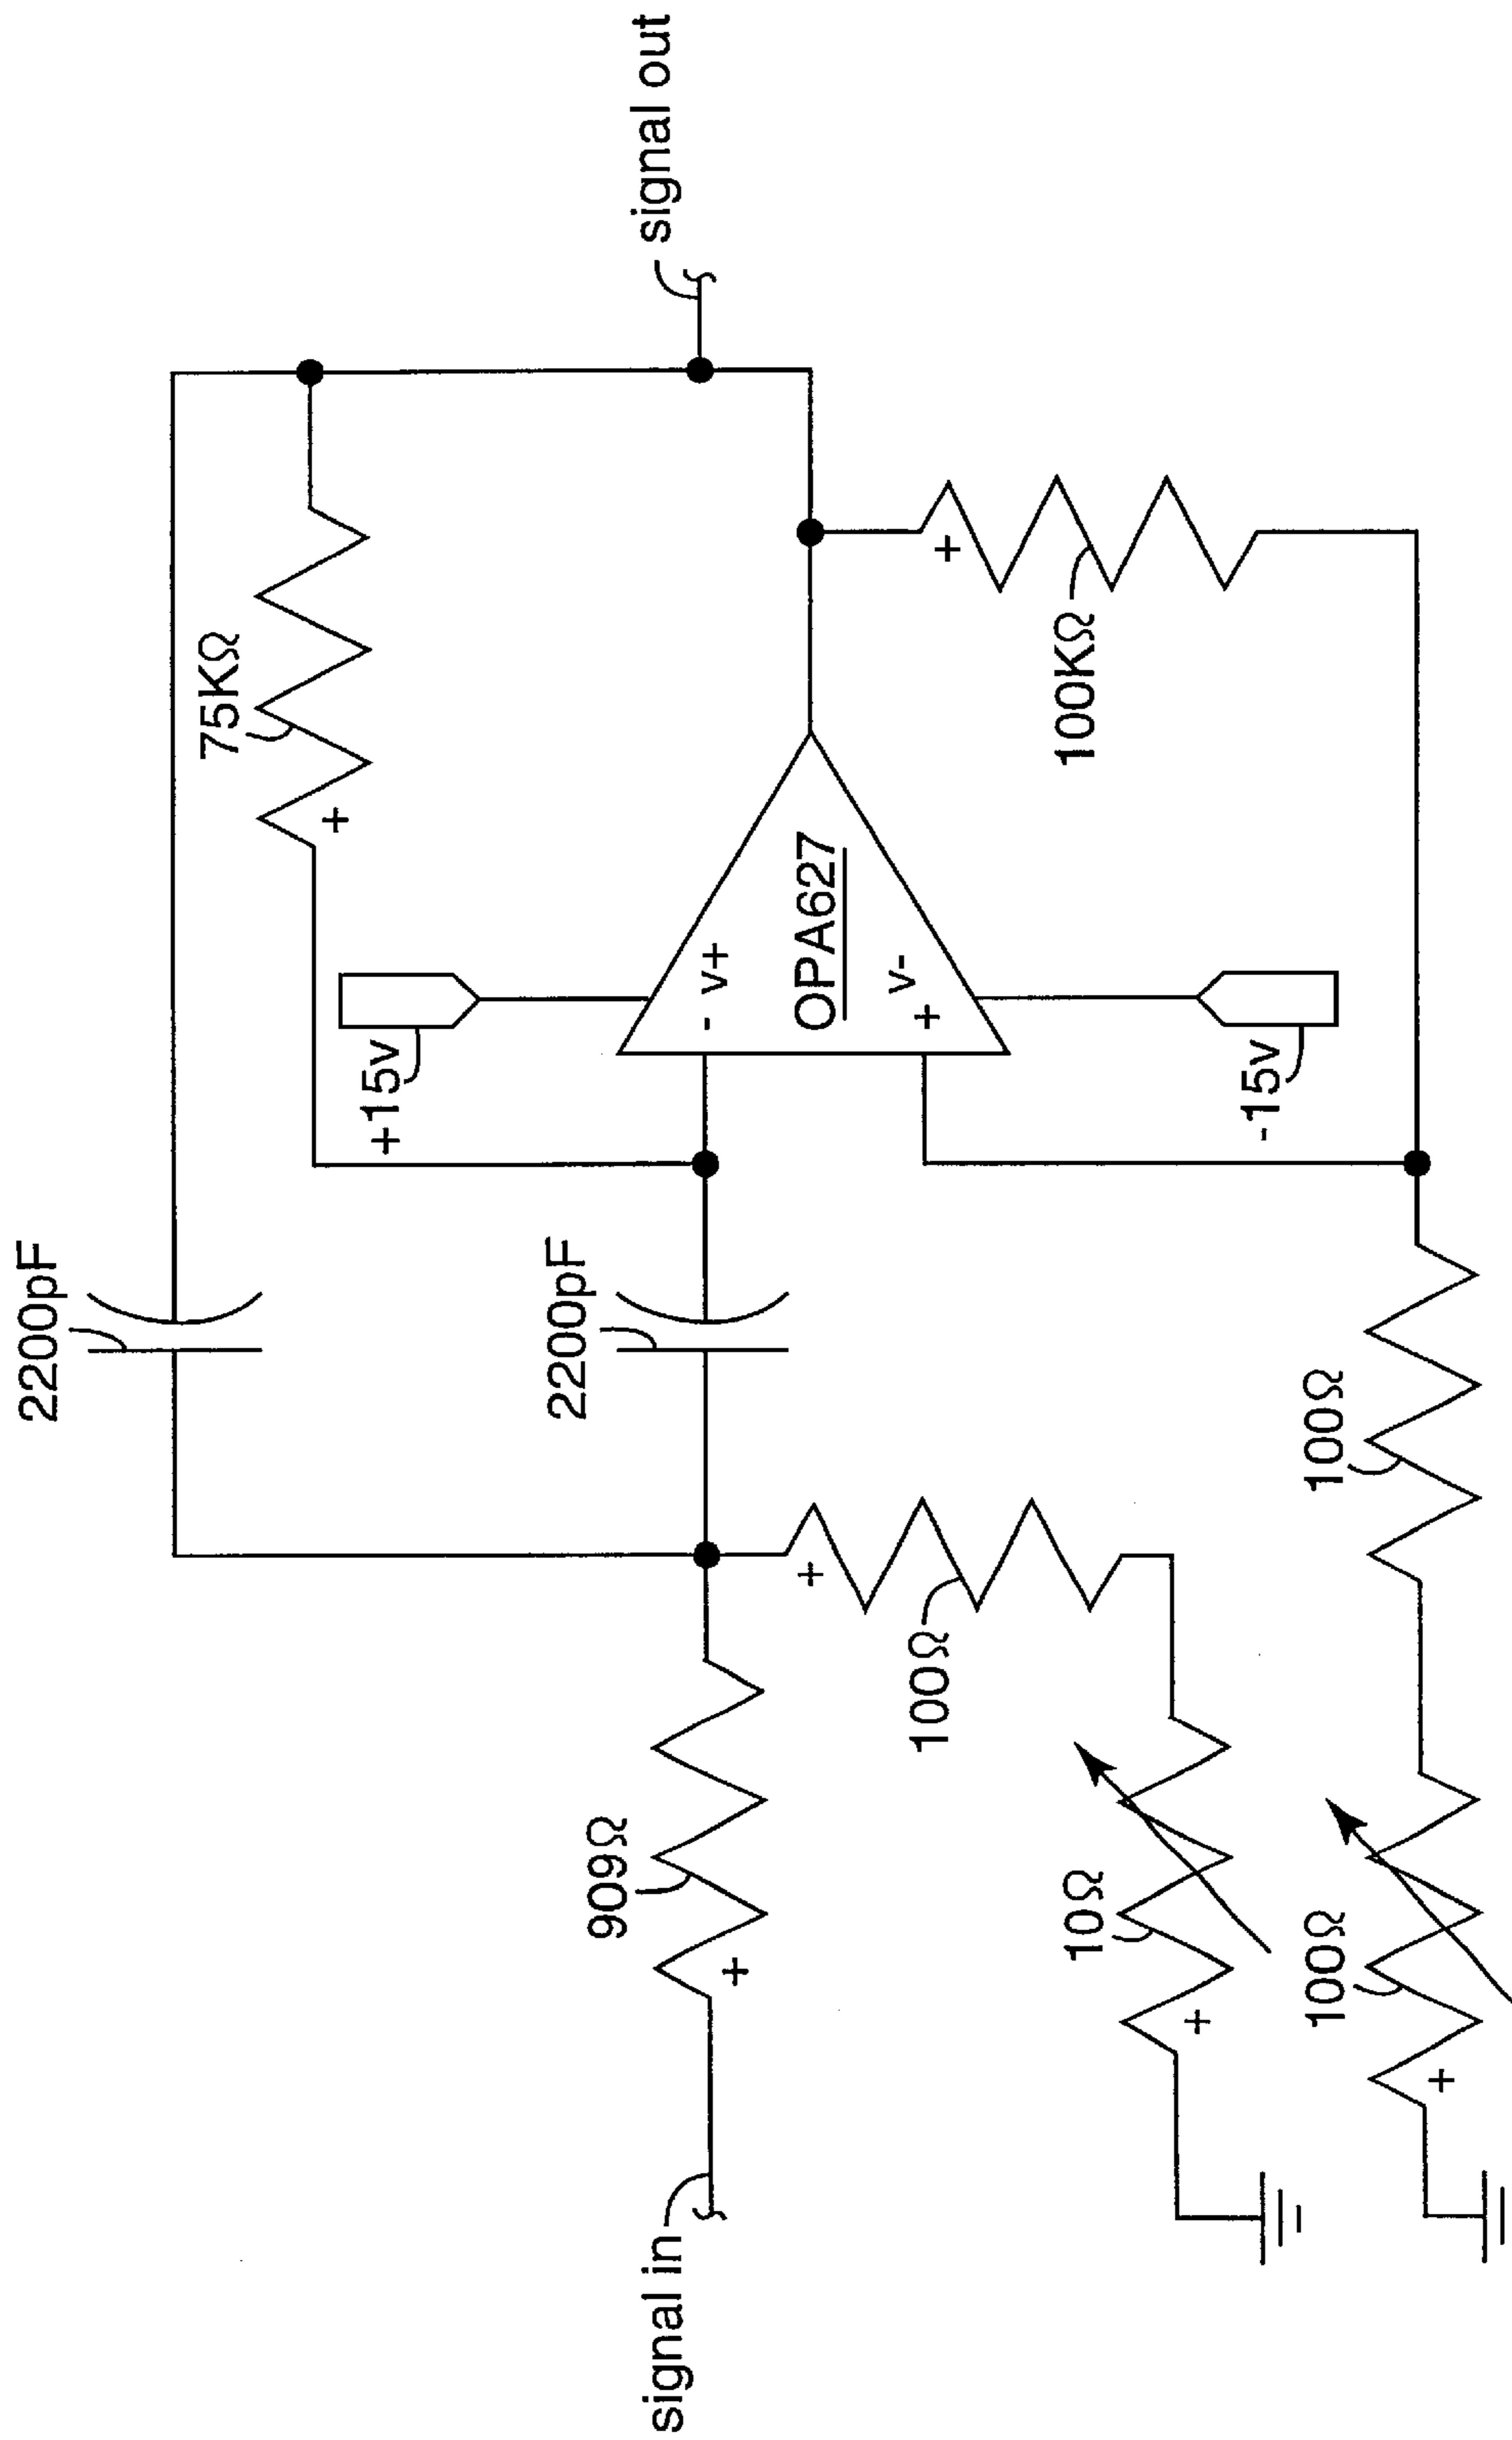 2200pF
75KΩ
signal out
+15v
2200pF
- v+
OPA627
v-
+
+
-15v
100KΩ
+
signal in
909Ω
+
100Ω
+
10Ω
+
100Ω
100Ω
+